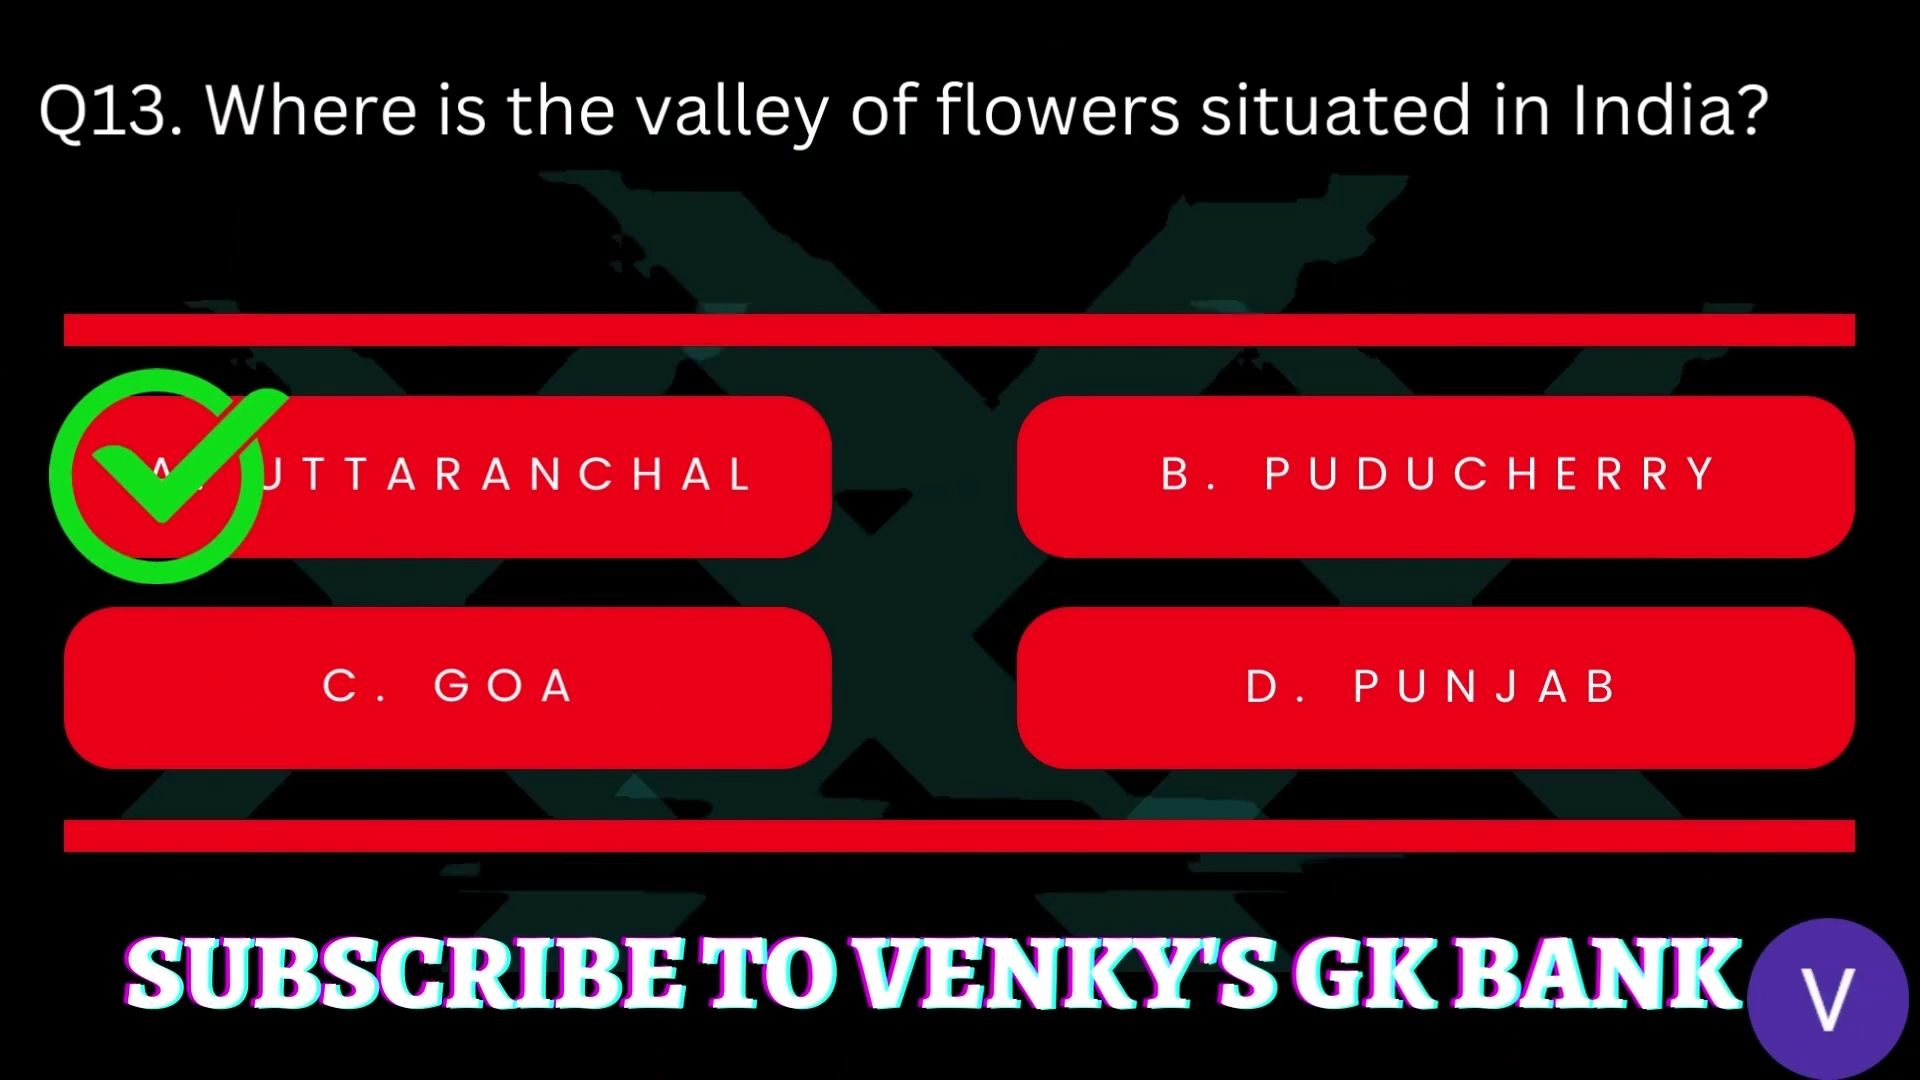 Q13. Where is the valley of flowers situated in India?
A. UTTARANCHAL
B. PUDUCHERRY
C. GOA
D. PUNJAB
SUBSCRIBE TO VENKY'S GK BANK
V